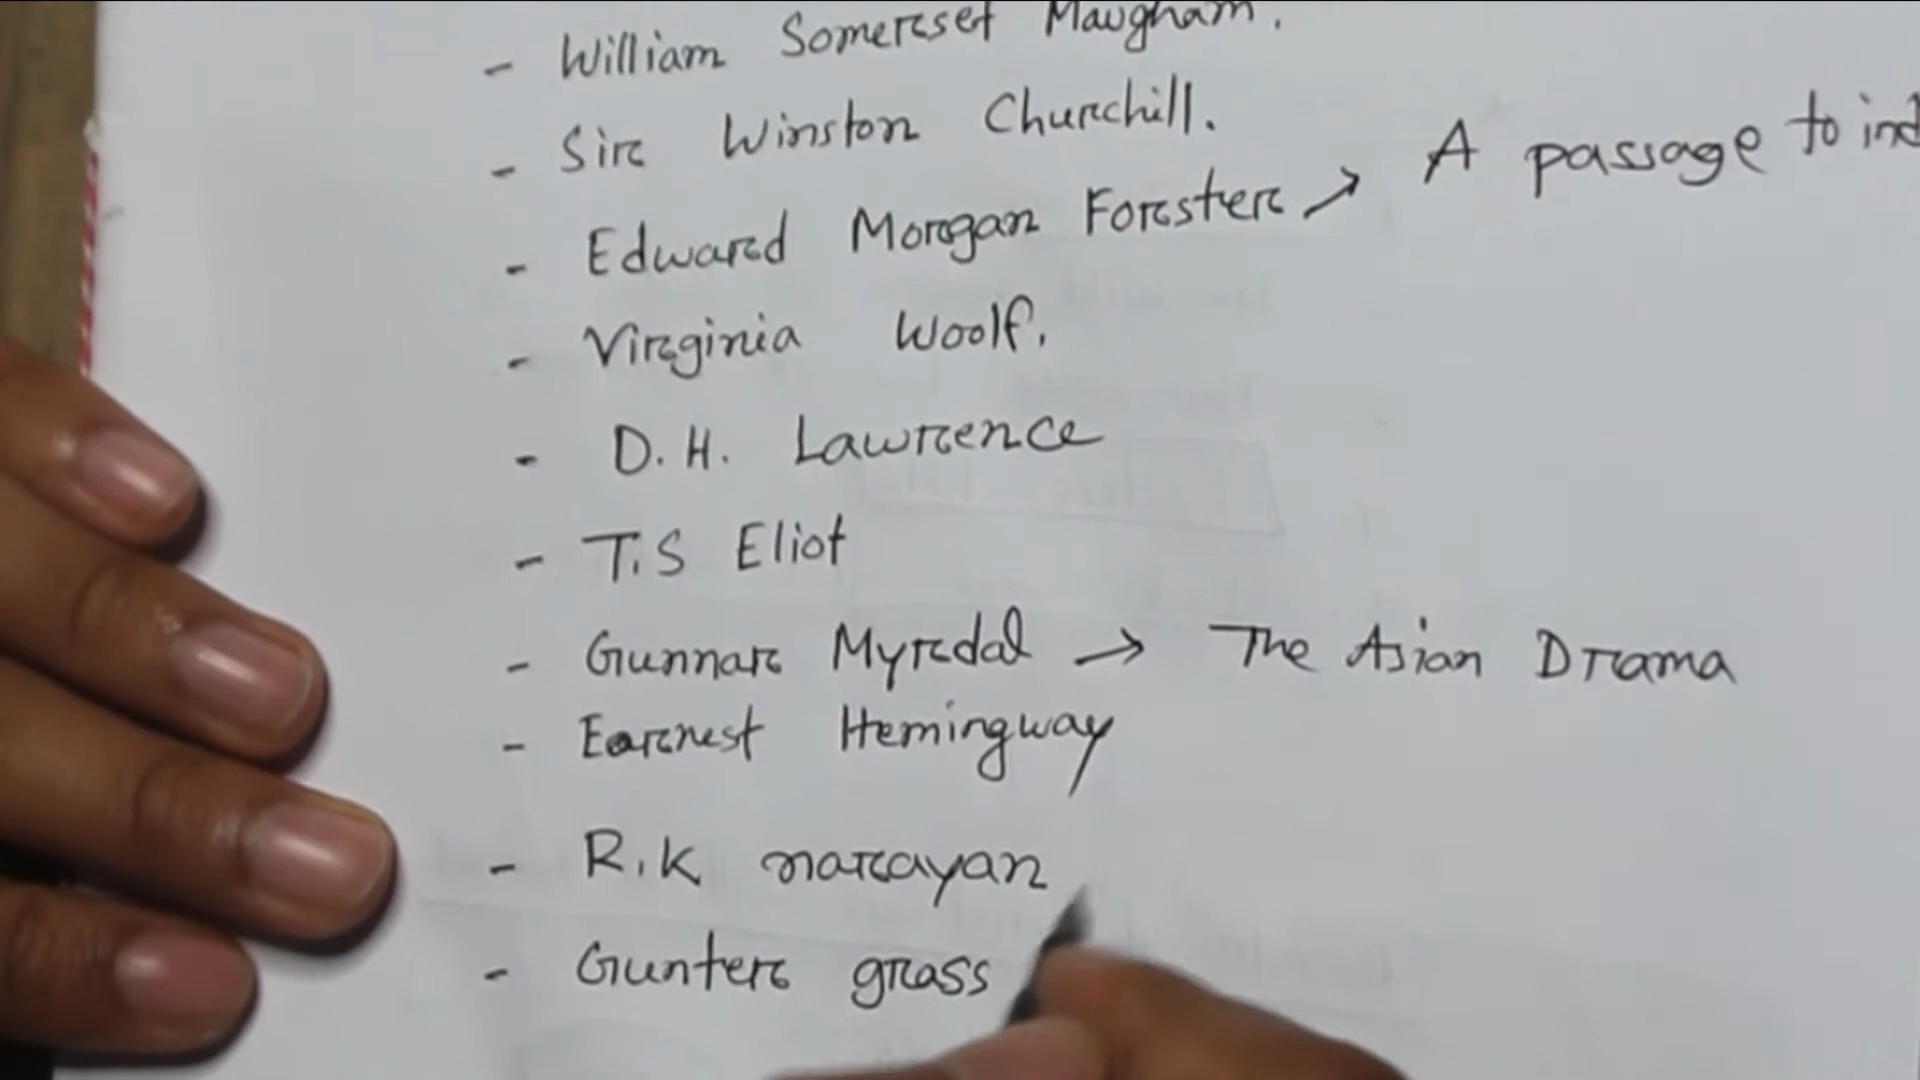 - William Somerset Maugham.
- Sir Winston Churchill.
- Edward Morgan Forster → A passage to ind
- Virginia Woolf.
- D.H. Lawrence
- T.S Eliot
- Gunnar Myrdal → The Asian Drama
- Earnest Hemingway
- R.K narayan
- Gunter grass